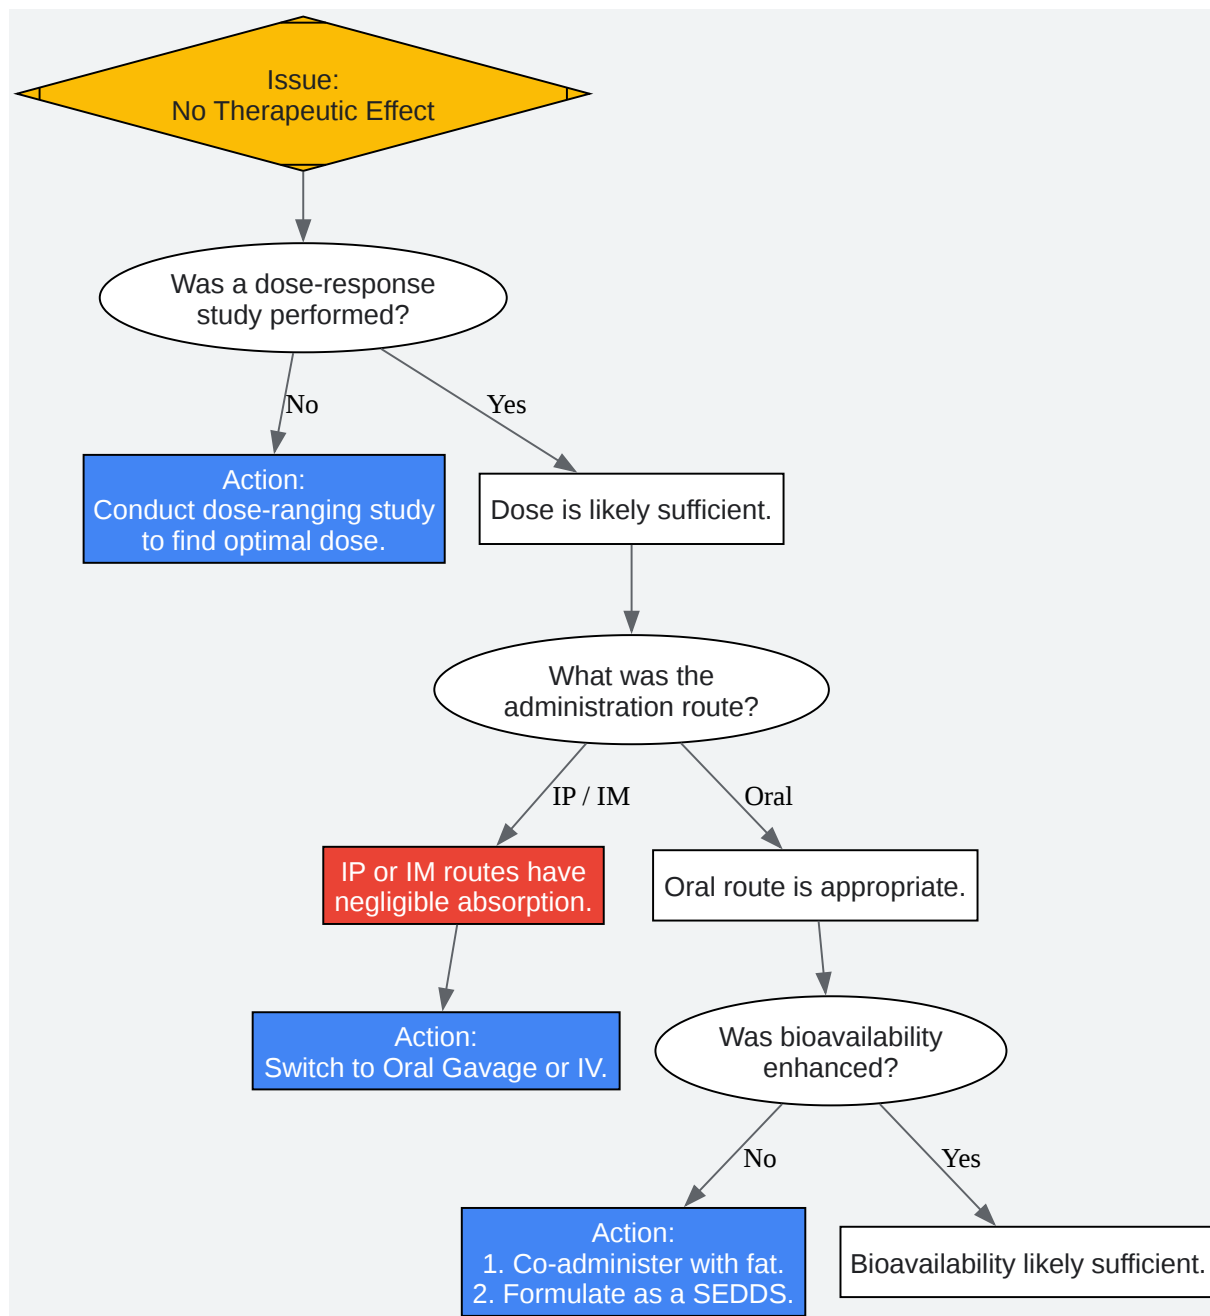 Issue:
No Therapeutic Effect
Was a dose-response
study performed?
No
Yes
Action:
Conduct dose-ranging study
to find optimal dose.
Dose is likely sufficient.
What was the
administration route?
IP / IM
Oral
IP or IM routes have
negligible absorption.
Oral route is appropriate.
Action:
Switch to Oral Gavage or IV.
Was bioavailability
enhanced?
No
Yes
Action:
1. Co-administer with fat.
2. Formulate as a SEDDS.
Bioavailability likely sufficient.